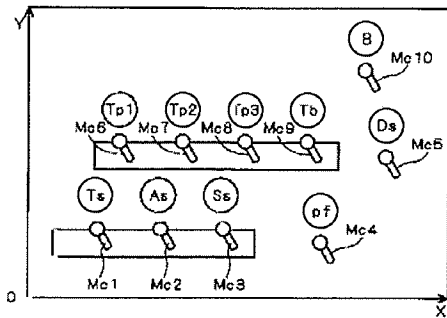 Y
B
Mc10
Tp1 Tp2 Tp3 Tb
Mc6 Mc7 Mc8 Mc9
Ds
Mc5
Ts As Ss
pf
Mc4
Mc1 Mc2 Mc3
0
X